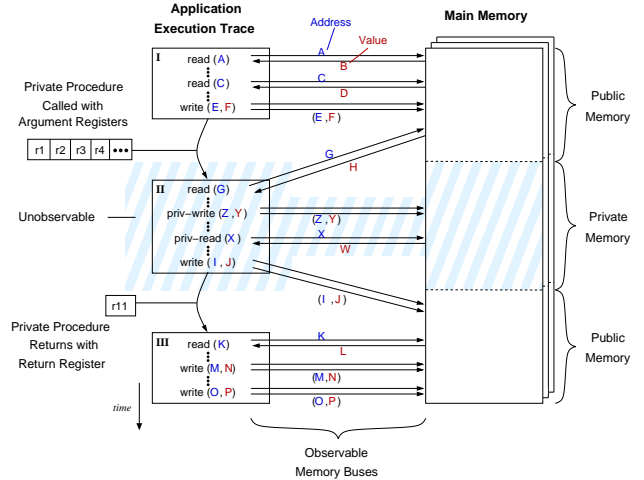 Application
Execution Trace
Main Memory
Address
Value
I
read (A)
read (C)
write (E, F)
A
B
C
D
(E,F)
Private Procedure
Called with
Argument Registers
r1 r2 r3 r4 •••
Public
Memory
G
H
II
read (G)
priv−write (Z ,Y)
priv−read (X)
write ( I , J)
Unobservable
(Z,Y)
X
W
( I , J)
Private
Memory
r11
Private Procedure
Returns with
Return Register
III
read (K)
write (M, N)
write (O, P)
K
L
(M,N)
(O,P)
Public
Memory
time
Observable
Memory Buses